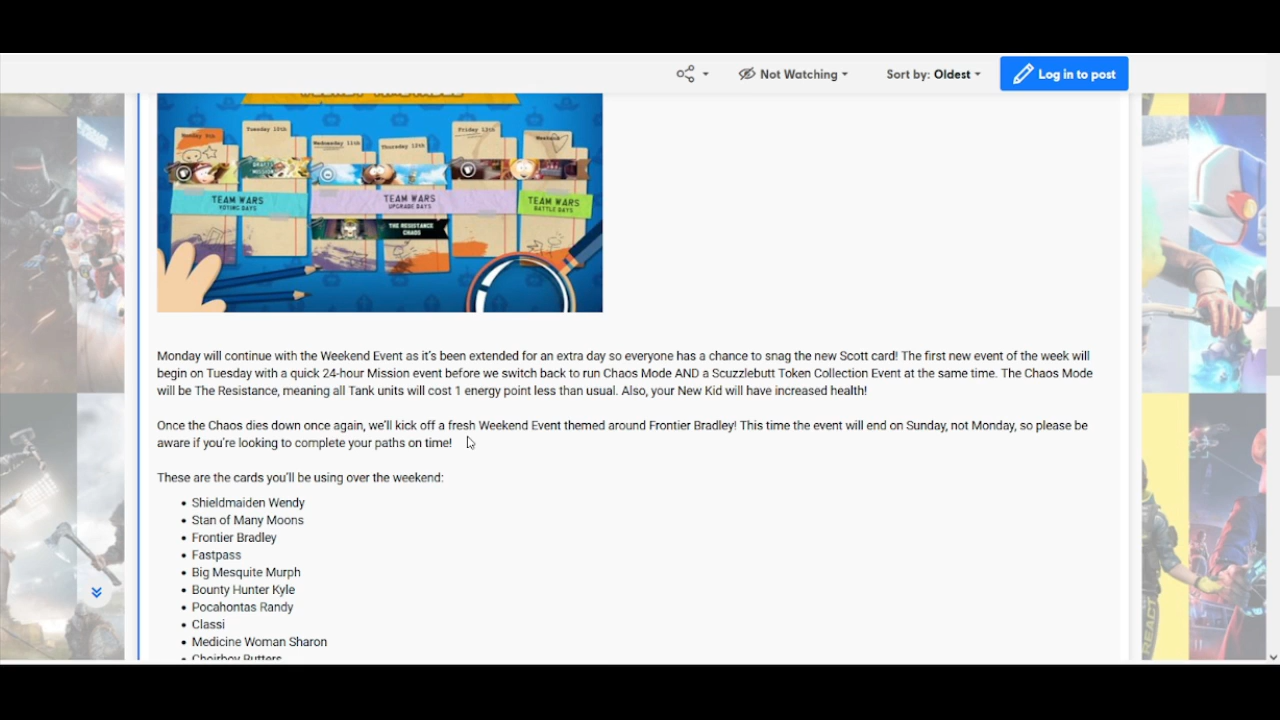 Not Watching
Sort by: Oldest
Log in to post
WEEKLY TIMETABLE
Monday 9th
Tuesday 10th
Wednesday 11th
Thursday 12th
Friday 13th
Weekend
TEAM WARS
VOTING DAYS
TEAM WARS
UPGRADE DAYS
TEAM WARS
BATTLE DAYS
THE RESISTANCE
CHAOS
Monday will continue with the Weekend Event as it's been extended for an extra day so everyone has a chance to snag the new Scott card! The first new event of the week will
begin on Tuesday with a quick 24-hour Mission event before we switch back to run Chaos Mode AND a Scuzzlebutt Token Collection Event at the same time. The Chaos Mode
will be The Resistance, meaning all Tank units will cost 1 energy point less than usual. Also, your New Kid will have increased health!
Once the Chaos dies down once again, we'll kick off a fresh Weekend Event themed around Frontier Bradley! This time the event will end on Sunday, not Monday, so please be
aware if you're looking to complete your paths on time!
These are the cards you'll be using over the weekend:
• Shieldmaiden Wendy
• Stan of Many Moons
• Frontier Bradley
• Fastpass
• Big Mesquite Murph
• Bounty Hunter Kyle
• Pocahontas Randy
• Classi
• Medicine Woman Sharon
• Choirboy Butters
REACT